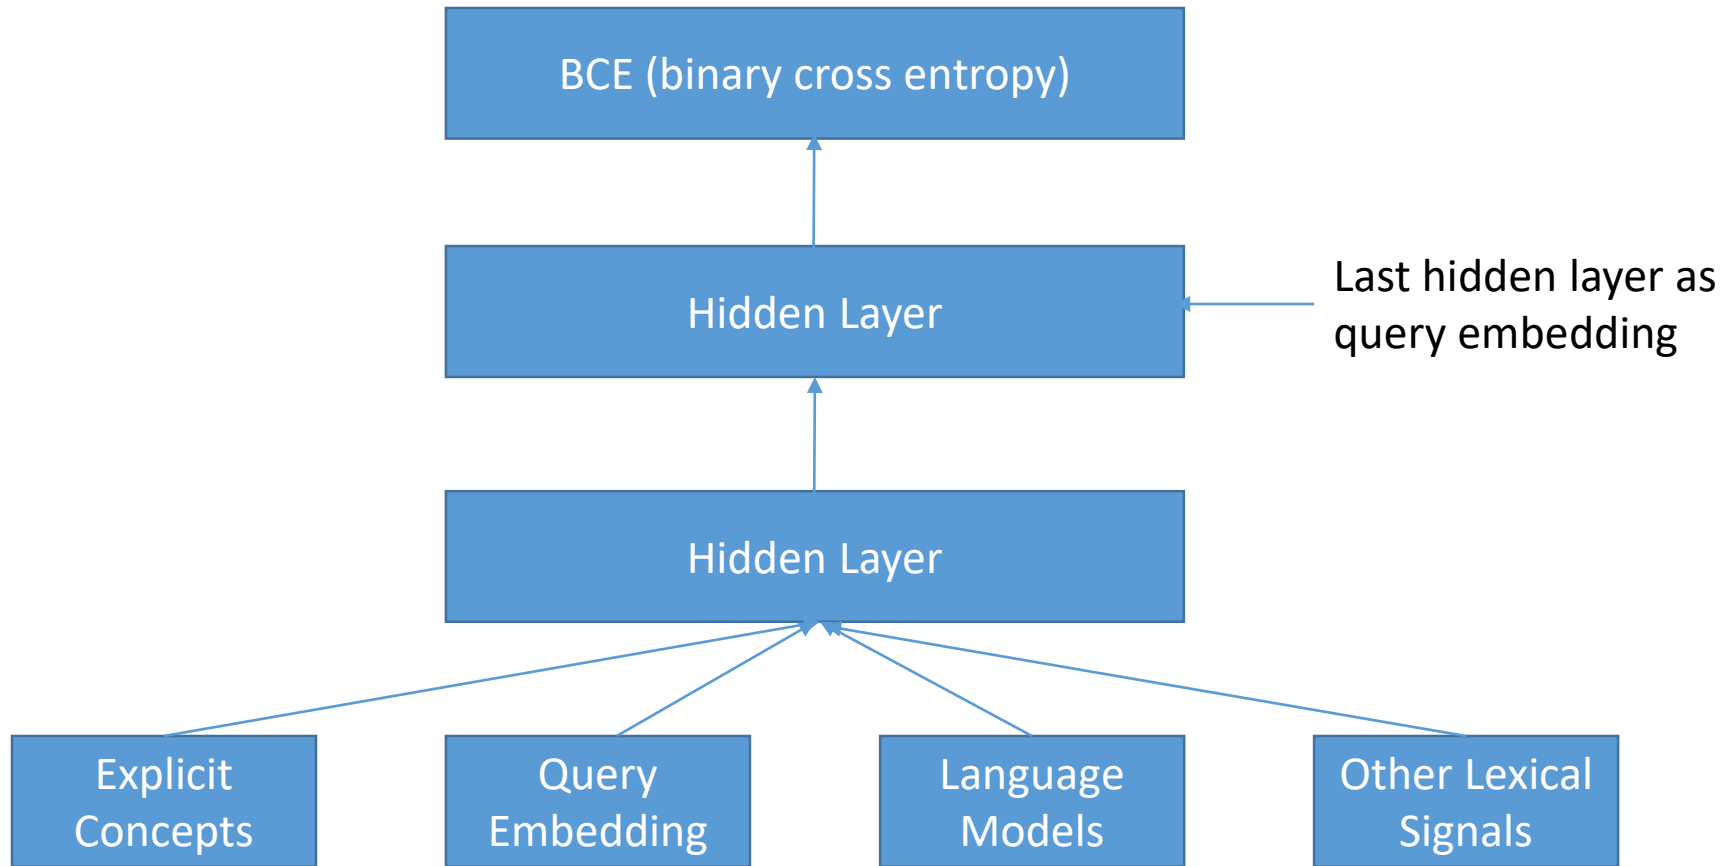 BCE (binary cross entropy)
Hidden Layer
Last hidden layer as
query embedding
Hidden Layer
Explicit
Concepts
Query
Embedding
Language
Models
Other Lexical
Signals